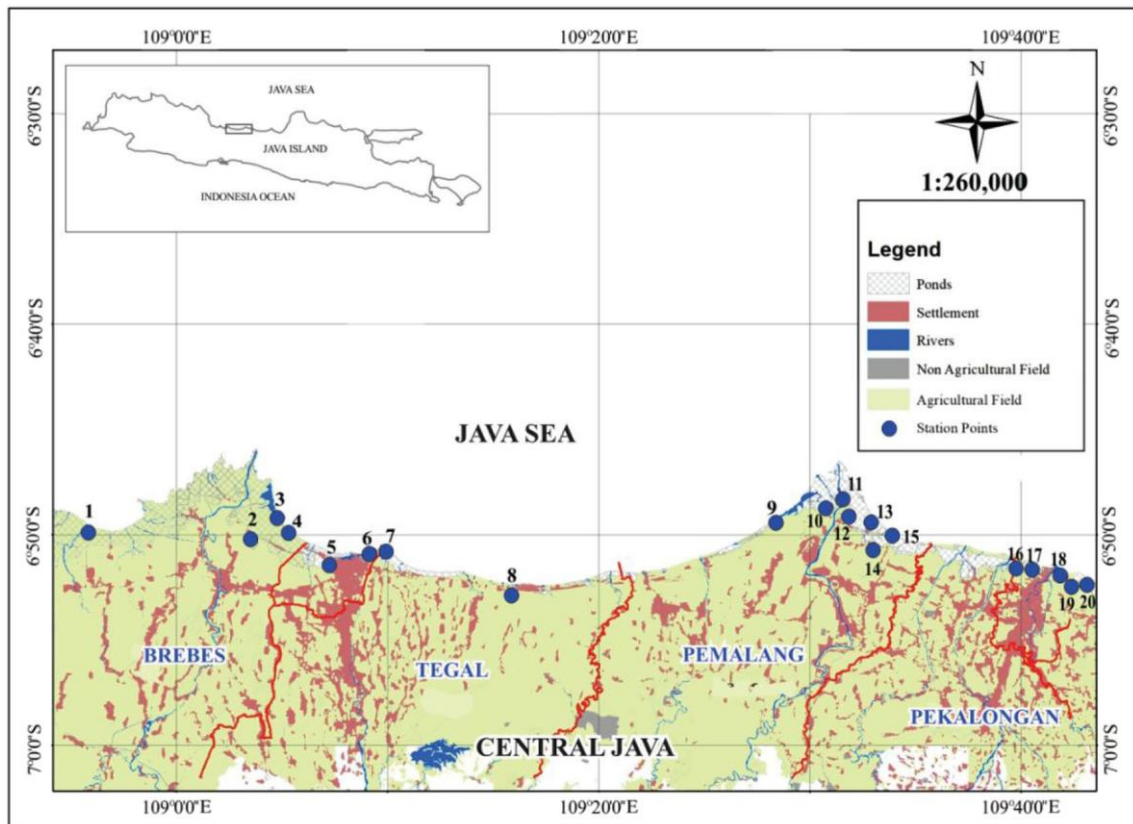 109°0'0"E
109°20'0"E
109°40'0"E
6°30'0"S
6°40'0"S
6°50'0"S
7°0'0"S
JAVA SEA
JAVA ISLAND
INDONESIA OCEAN
N
1:260,000
6°30'0"S
6°40'0"S
6°50'0"S
7°0'0"S
Legend
Ponds
Settlement
Rivers
Non Agricultural Field
Agricultural Field
Station Points
JAVA SEA
1
2
3
4
5
6
7
8
9
10
11
12
13
14
15
16
17
18
19
20
BREBES
TEGAL
PEMALANG
PEKALONGAN
CENTRAL JAVA
109°0'0"E
109°20'0"E
109°40'0"E